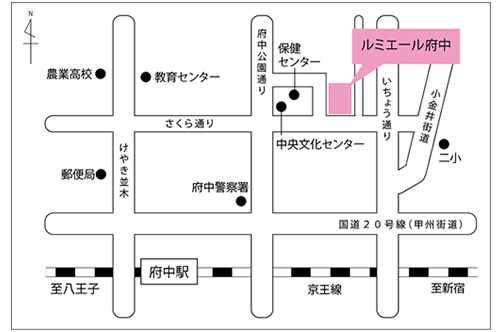 N
農業高校
教育センター
府中公園通り
保健
センター
ルミエール府中
いちょう通り
小金井街道
さくら通り
中央文化センター
二小
けやき並木
郵便局
府中警察署
国道20号線(甲州街道)
府中駅
至八王子
京王線
至新宿